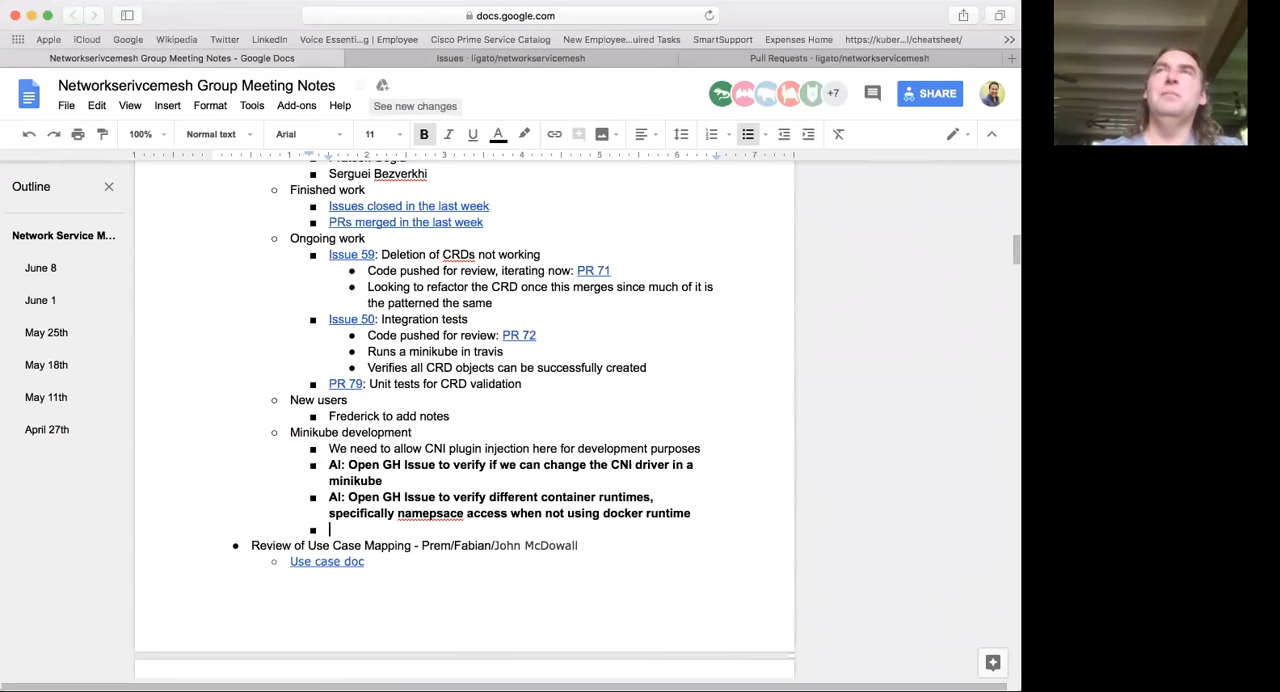 docs.google.com
Apple iCloud Google Wikipedia Twitter LinkedIn Voice Essenti...g | Employee Cisco Prime Service Catalog New Employee...uired Tasks SmartSupport Expenses Home https://kuber...l/cheatsheet/
Networkserivcemesh Group Meeting Notes - Google Docs Issues · ligato/networkservicemesh Pull Requests · ligato/networkservicemesh
Networkserivcemesh Group Meeting Notes
File Edit View Insert Format Tools Add-ons Help See new changes
+7 SHARE
100% Normal text Arial 11 B I U A
1 1 2 3 4 5 6 7
Outline
Network Service M...
June 8
June 1
May 25th
May 18th
May 11th
April 27th
Serguei Bezverkhi
Finished work
Issues closed in the last week
PRs merged in the last week
Ongoing work
Issue 59: Deletion of CRDs not working
Code pushed for review, iterating now: PR 71
Looking to refactor the CRD once this merges since much of it is
the patterned the same
Issue 50: Integration tests
Code pushed for review: PR 72
Runs a minikube in travis
Verifies all CRD objects can be successfully created
PR 79: Unit tests for CRD validation
New users
Frederick to add notes
Minikube development
We need to allow CNI plugin injection here for development purposes
AI: Open GH Issue to verify if we can change the CNI driver in a
minikube
AI: Open GH Issue to verify different container runtimes,
specifically namepsace access when not using docker runtime
Review of Use Case Mapping - Prem/Fabian/John McDowall
Use case doc